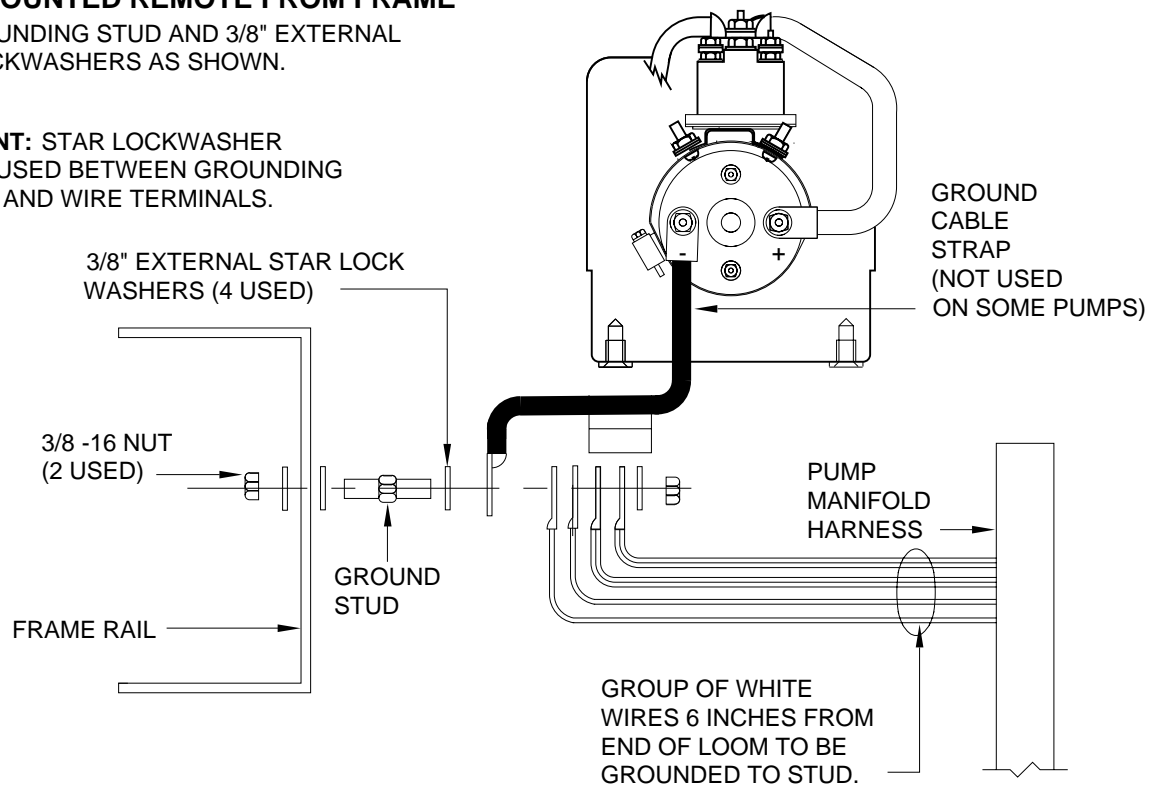 OUNTED REMOTE FROM FRAME
UNDING STUD AND 3/8" EXTERNAL
CKWASHERS AS SHOWN.
NT: STAR LOCKWASHER
USED BETWEEN GROUNDING
AND WIRE TERMINALS.
3/8" EXTERNAL STAR LOCK
WASHERS (4 USED)
GROUND
CABLE
STRAP
(NOT USED
ON SOME PUMPS)
- +
3/8 -16 NUT
(2 USED)
PUMP
MANIFOLD
HARNESS
GROUND
STUD
FRAME RAIL
GROUP OF WHITE
WIRES 6 INCHES FROM
END OF LOOM TO BE
GROUNDED TO STUD.